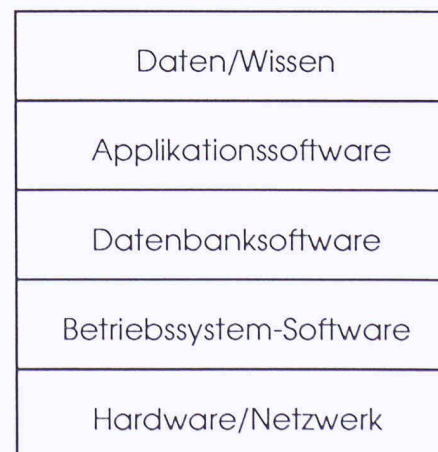 Daten/Wissen
Applikationssoftware
Datenbanksoftware
Betriebssystem-Software
Hardware/Netzwerk